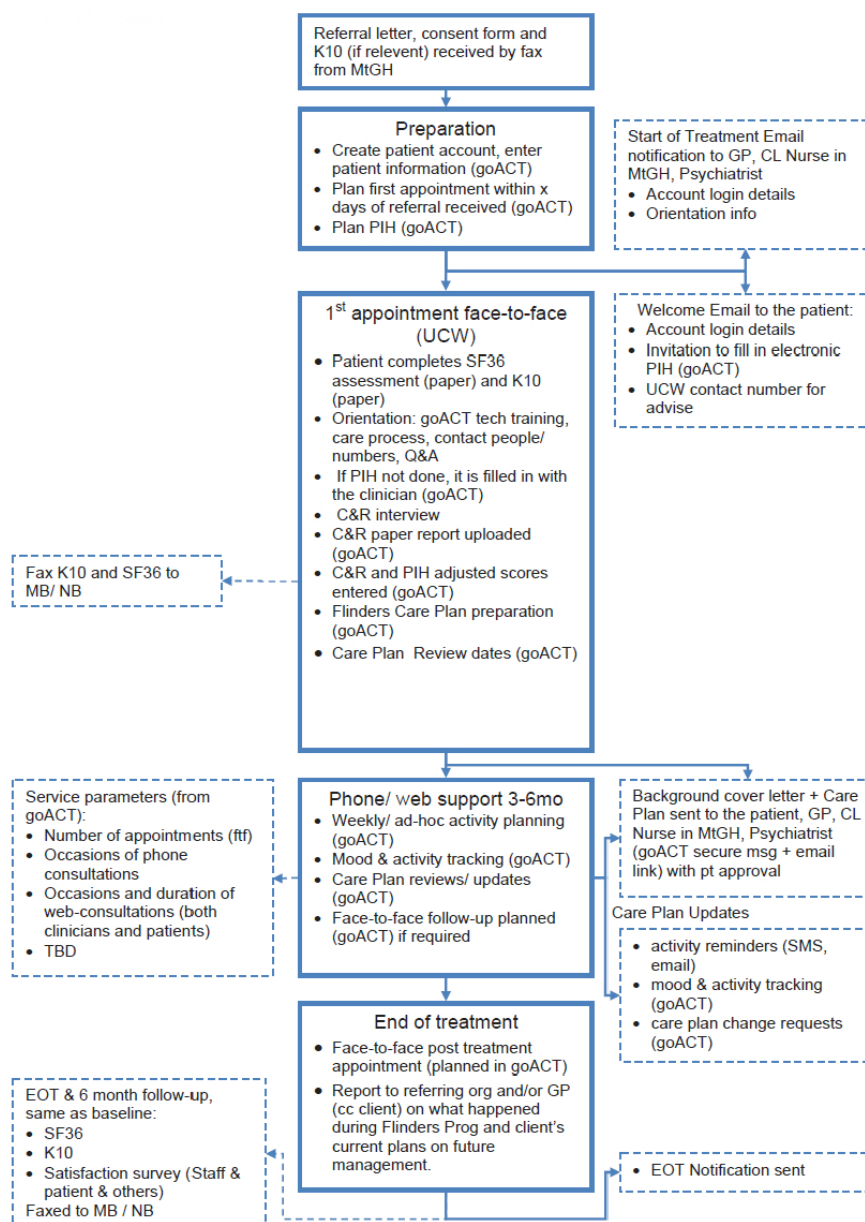 Referral letter, consent form and
K10 (if relevent) received by fax
from MtGH
Preparation
• Create patient account, enter
patient information (goACT)
• Plan first appointment within x
days of referral received (goACT)
• Plan PIH (goACT)
Start of Treatment Email
notification to GP, CL Nurse in
MtGH, Psychiatrist
• Account login details
• Orientation info
1st appointment face-to-face
(UCW)
• Patient completes SF36
assessment (paper) and K10
(paper)
• Orientation: goACT tech training,
care process, contact people/
numbers, Q&A
• If PIH not done, it is filled in with
the clinician (goACT)
• C&R interview
• C&R paper report uploaded
(goACT)
• C&R and PIH adjusted scores
entered (goACT)
• Flinders Care Plan preparation
(goACT)
• Care Plan Review dates (goACT)
Welcome Email to the patient:
• Account login details
• Invitation to fill in electronic
PIH (goACT)
• UCW contact number for
advise
Fax K10 and SF36 to
MB/ NB
Service parameters (from
goACT):
• Number of appointments (ftf)
• Occasions of phone
consultations
• Occasions and duration of
web-consultations (both
clinicians and patients)
• TBD
Phone/ web support 3-6mo
• Weekly/ ad-hoc activity planning
(goACT)
• Mood & activity tracking (goACT)
• Care Plan reviews/ updates
(goACT)
• Face-to-face follow-up planned
(goACT) if required
Background cover letter + Care
Plan sent to the patient, GP, CL
Nurse in MtGH, Psychiatrist
(goACT secure msg + email
link) with pt approval
Care Plan Updates
• activity reminders (SMS,
email)
• mood & activity tracking
(goACT)
• care plan change requests
(goACT)
End of treatment
• Face-to-face post treatment
appointment (planned in goACT)
• Report to referring org and/or GP
(cc client) on what happened
during Flinders Prog and client's
current plans on future
management.
EOT & 6 month follow-up,
same as baseline:
• SF36
• K10
• Satisfaction survey (Staff &
patient & others)
Faxed to MB / NB
• EOT Notification sent